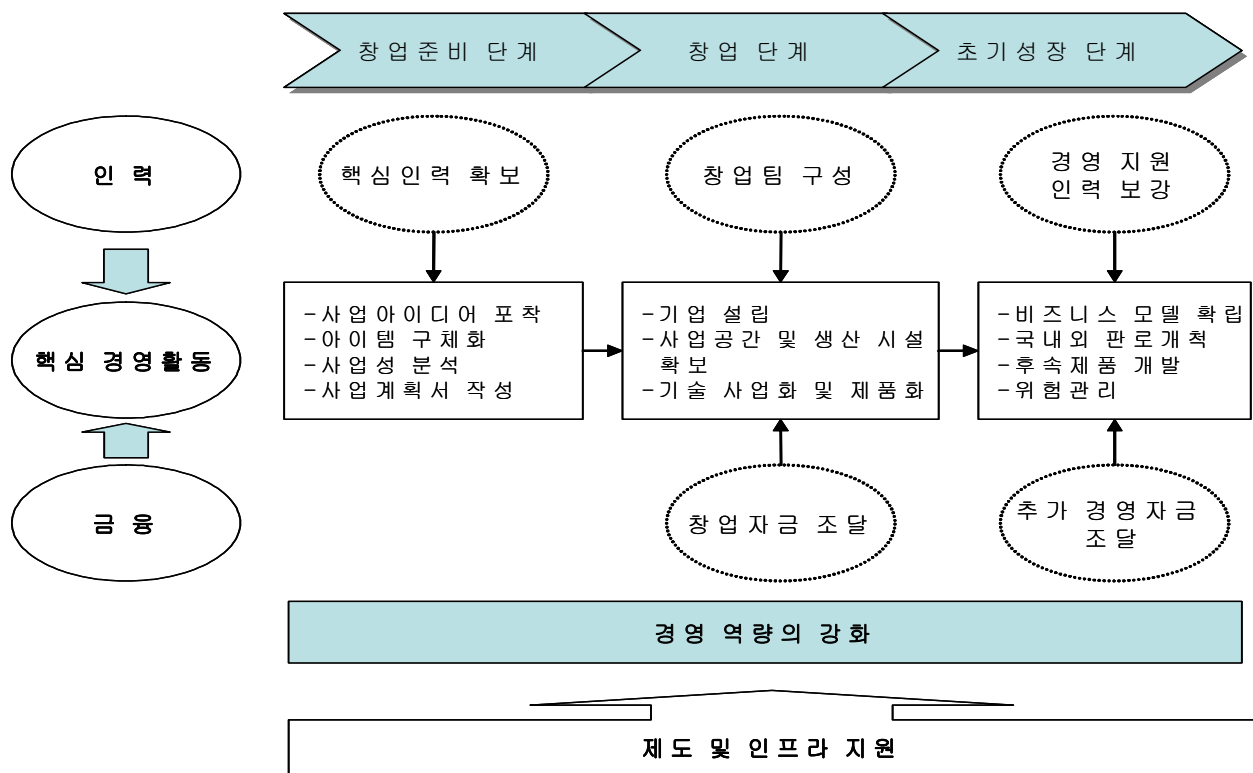 창업준비 단계
창업 단계
초기성장 단계
인력
핵심인력 확보
창업팀 구성
경영 지원
인력 보강
핵심 경영활동
-사업아이디어 포착
-아이템 구체화
-사업성 분석
-사업계획서 작성
-기업 설립
-사업공간 및 생산 시설
확보
-기술 사업화 및 제품화
-비즈니스 모델 확립
-국내외 판로개척
-후속제품 개발
-위험관리
금융
창업자금 조달
추가 경영자금
조달
경영 역량의 강화
제도 및 인프라 지원